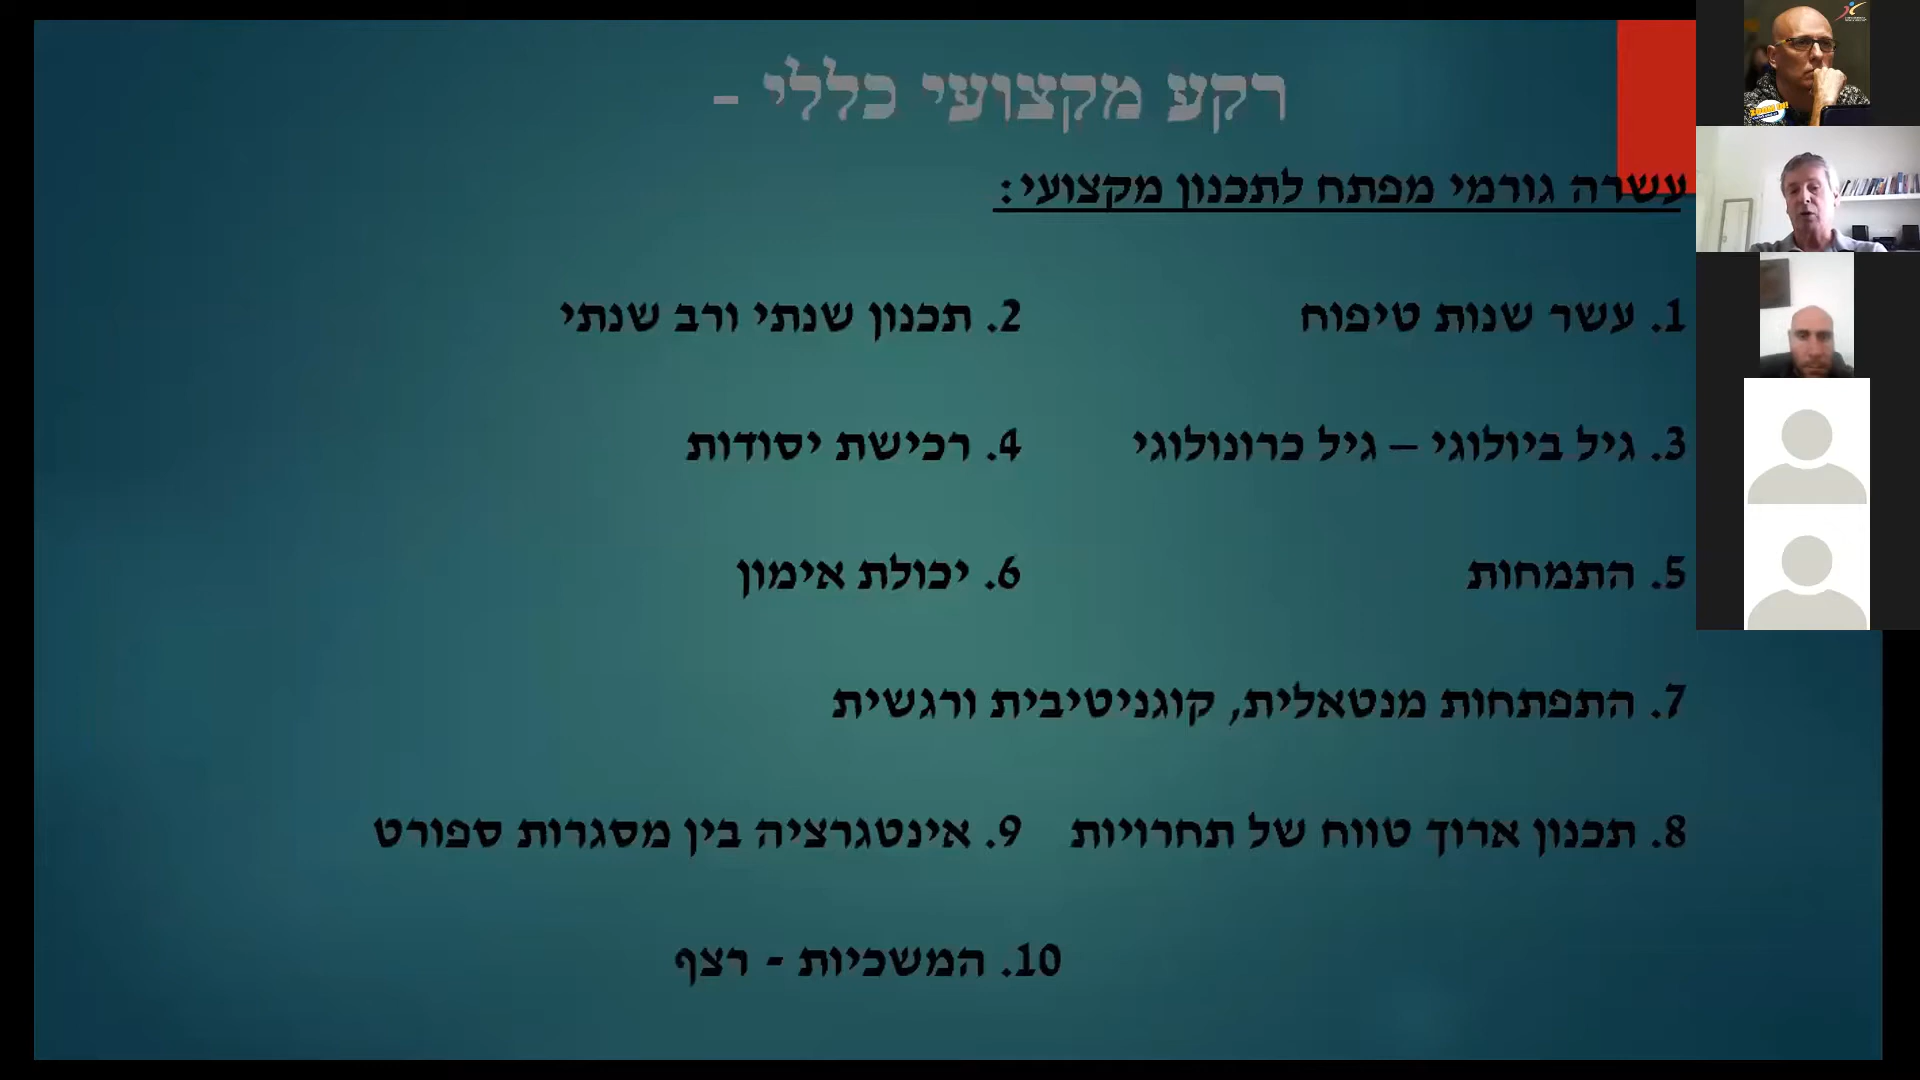 רקע מקצועי כללי -
עשרה גורמי מפתח לתכנון מקצועי:
1. עשר שנות טיפוח 2. תכנון שנתי ורב שנתי
3. גיל ביולוגי – גיל כרונולוגי 4. רכישת יסודות
5. התמחות 6. יכולת אימון
7. התפתחות מנטאלית, קוגניטיבית ורגשית
8. תכנון ארוך טווח של תחרויות 9. אינטגרציה בין מסגרות ספורט
10. המשכיות - רצף